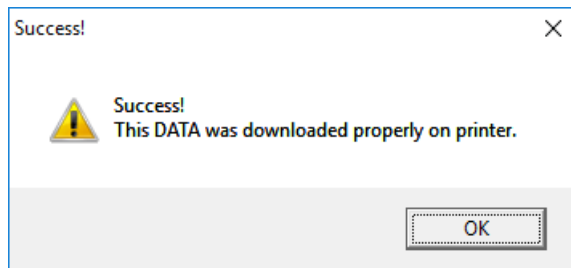 Success!
Success!
This DATA was downloaded properly on printer.
OK